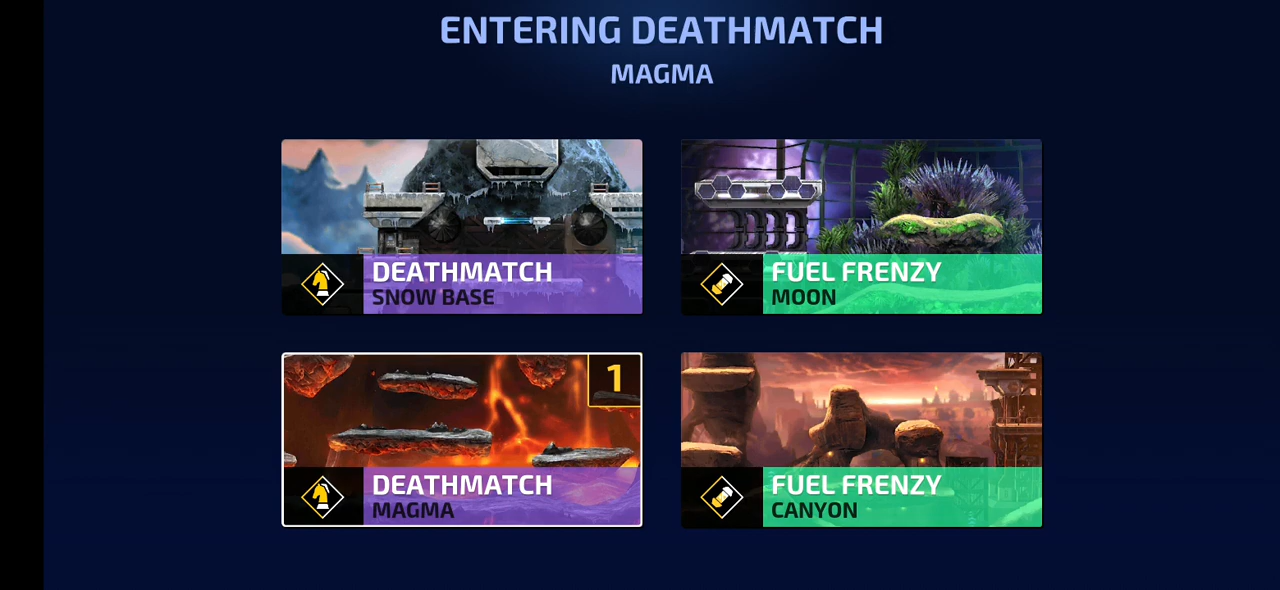 ENTERING DEATHMATCH
MAGMA
DEATHMATCH
SNOW BASE
FUEL FRENZY
MOON
1
DEATHMATCH
MAGMA
FUEL FRENZY
CANYON